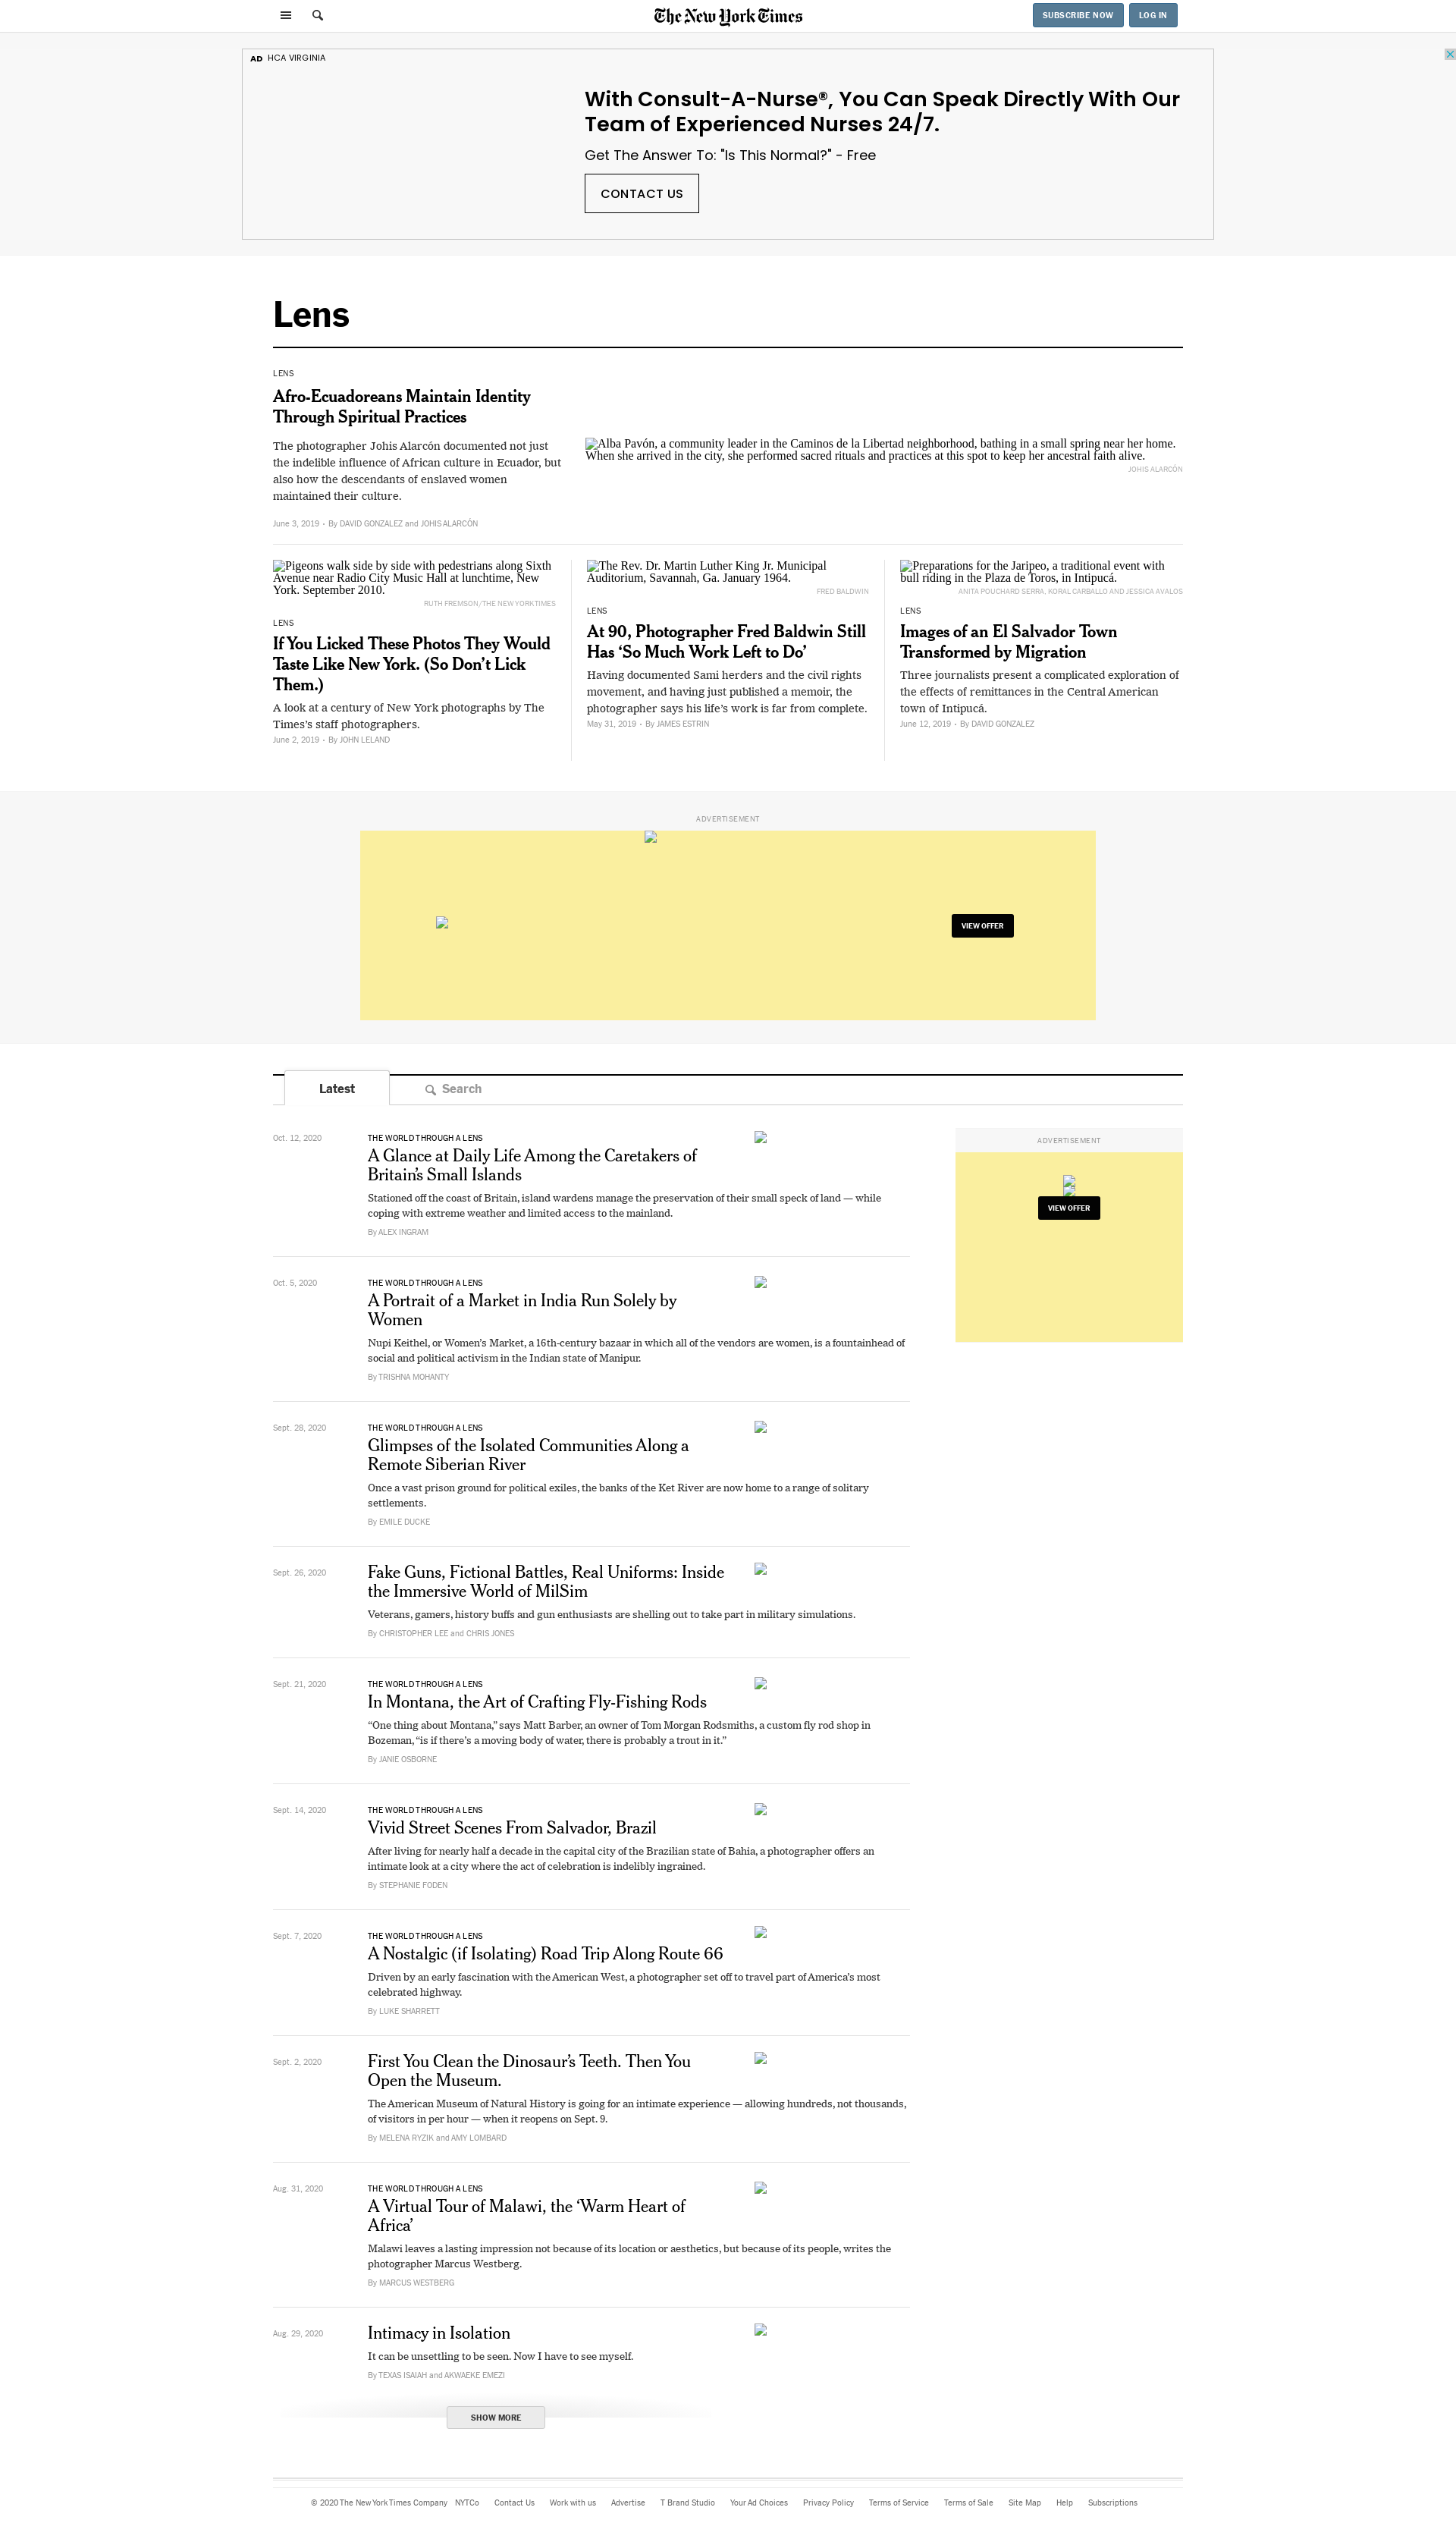 The New York Times
SUBSCRIBE NOW
LOG IN
AD HCA VIRGINIA
With Consult-A-Nurse®, You Can Speak Directly With Our
Team of Experienced Nurses 24/7.
Get The Answer To: "Is This Normal?" - Free
CONTACT US
Lens
LENS
Afro-Ecuadoreans Maintain Identity
Through Spiritual Practices
The photographer Johis Alarcón documented not just
the indelible influence of African culture in Ecuador, but
also how the descendants of enslaved women
maintained their culture.
June 3, 2019 • By DAVID GONZALEZ and JOHIS ALARCÓN
Alba Pavón, a community leader in the Caminos de la Libertad neighborhood, bathing in a small spring near her home.
When she arrived in the city, she performed sacred rituals and practices at this spot to keep her ancestral faith alive.
JOHIS ALARCÓN
Pigeons walk side by side with pedestrians along Sixth
Avenue near Radio City Music Hall at lunchtime, New
York. September 2010.
RUTH FREMSON/THE NEW YORK TIMES
LENS
If You Licked These Photos They Would
Taste Like New York. (So Don’t Lick
Them.)
A look at a century of New York photographs by The
Times’s staff photographers.
June 2, 2019 • By JOHN LELAND
The Rev. Dr. Martin Luther King Jr. Municipal
Auditorium, Savannah, Ga. January 1964.
FRED BALDWIN
LENS
At 90, Photographer Fred Baldwin Still
Has ‘So Much Work Left to Do’
Having documented Sami herders and the civil rights
movement, and having just published a memoir, the
photographer says his life’s work is far from complete.
May 31, 2019 • By JAMES ESTRIN
Preparations for the Jaripeo, a traditional event with
bull riding in the Plaza de Toros, in Intipucá.
ANITA POUCHARD SERRA, KORAL CARBALLO AND JESSICA AVALOS
LENS
Images of an El Salvador Town
Transformed by Migration
Three journalists present a complicated exploration of
the effects of remittances in the Central American
town of Intipucá.
June 12, 2019 • By DAVID GONZALEZ
ADVERTISEMENT
VIEW OFFER
Latest
Search
Oct. 12, 2020
THE WORLD THROUGH A LENS
A Glance at Daily Life Among the Caretakers of
Britain’s Small Islands
Stationed off the coast of Britain, island wardens manage the preservation of their small speck of land — while
coping with extreme weather and limited access to the mainland.
By ALEX INGRAM
ADVERTISEMENT
VIEW OFFER
Oct. 5, 2020
THE WORLD THROUGH A LENS
A Portrait of a Market in India Run Solely by
Women
Nupi Keithel, or Women’s Market, a 16th-century bazaar in which all of the vendors are women, is a fountainhead of
social and political activism in the Indian state of Manipur.
By TRISHNA MOHANTY
Sept. 28, 2020
THE WORLD THROUGH A LENS
Glimpses of the Isolated Communities Along a
Remote Siberian River
Once a vast prison ground for political exiles, the banks of the Ket River are now home to a range of solitary
settlements.
By EMILE DUCKE
Sept. 26, 2020
Fake Guns, Fictional Battles, Real Uniforms: Inside
the Immersive World of MilSim
Veterans, gamers, history buffs and gun enthusiasts are shelling out to take part in military simulations.
By CHRISTOPHER LEE and CHRIS JONES
Sept. 21, 2020
THE WORLD THROUGH A LENS
In Montana, the Art of Crafting Fly-Fishing Rods
“One thing about Montana,” says Matt Barber, an owner of Tom Morgan Rodsmiths, a custom fly rod shop in
Bozeman, “is if there’s a moving body of water, there is probably a trout in it.”
By JANIE OSBORNE
Sept. 14, 2020
THE WORLD THROUGH A LENS
Vivid Street Scenes From Salvador, Brazil
After living for nearly half a decade in the capital city of the Brazilian state of Bahia, a photographer offers an
intimate look at a city where the act of celebration is indelibly ingrained.
By STEPHANIE FODEN
Sept. 7, 2020
THE WORLD THROUGH A LENS
A Nostalgic (if Isolating) Road Trip Along Route 66
Driven by an early fascination with the American West, a photographer set off to travel part of America’s most
celebrated highway.
By LUKE SHARRETT
Sept. 2, 2020
First You Clean the Dinosaur’s Teeth. Then You
Open the Museum.
The American Museum of Natural History is going for an intimate experience — allowing hundreds, not thousands,
of visitors in per hour — when it reopens on Sept. 9.
By MELENA RYZIK and AMY LOMBARD
Aug. 31, 2020
THE WORLD THROUGH A LENS
A Virtual Tour of Malawi, the ‘Warm Heart of
Africa’
Malawi leaves a lasting impression not because of its location or aesthetics, but because of its people, writes the
photographer Marcus Westberg.
By MARCUS WESTBERG
Aug. 29, 2020
Intimacy in Isolation
It can be unsettling to be seen. Now I have to see myself.
By TEXAS ISAIAH and AKWAEKE EMEZI
SHOW MORE
© 2020 The New York Times Company NYTCo Contact Us Work with us Advertise T Brand Studio Your Ad Choices Privacy Policy Terms of Service Terms of Sale Site Map Help Subscriptions